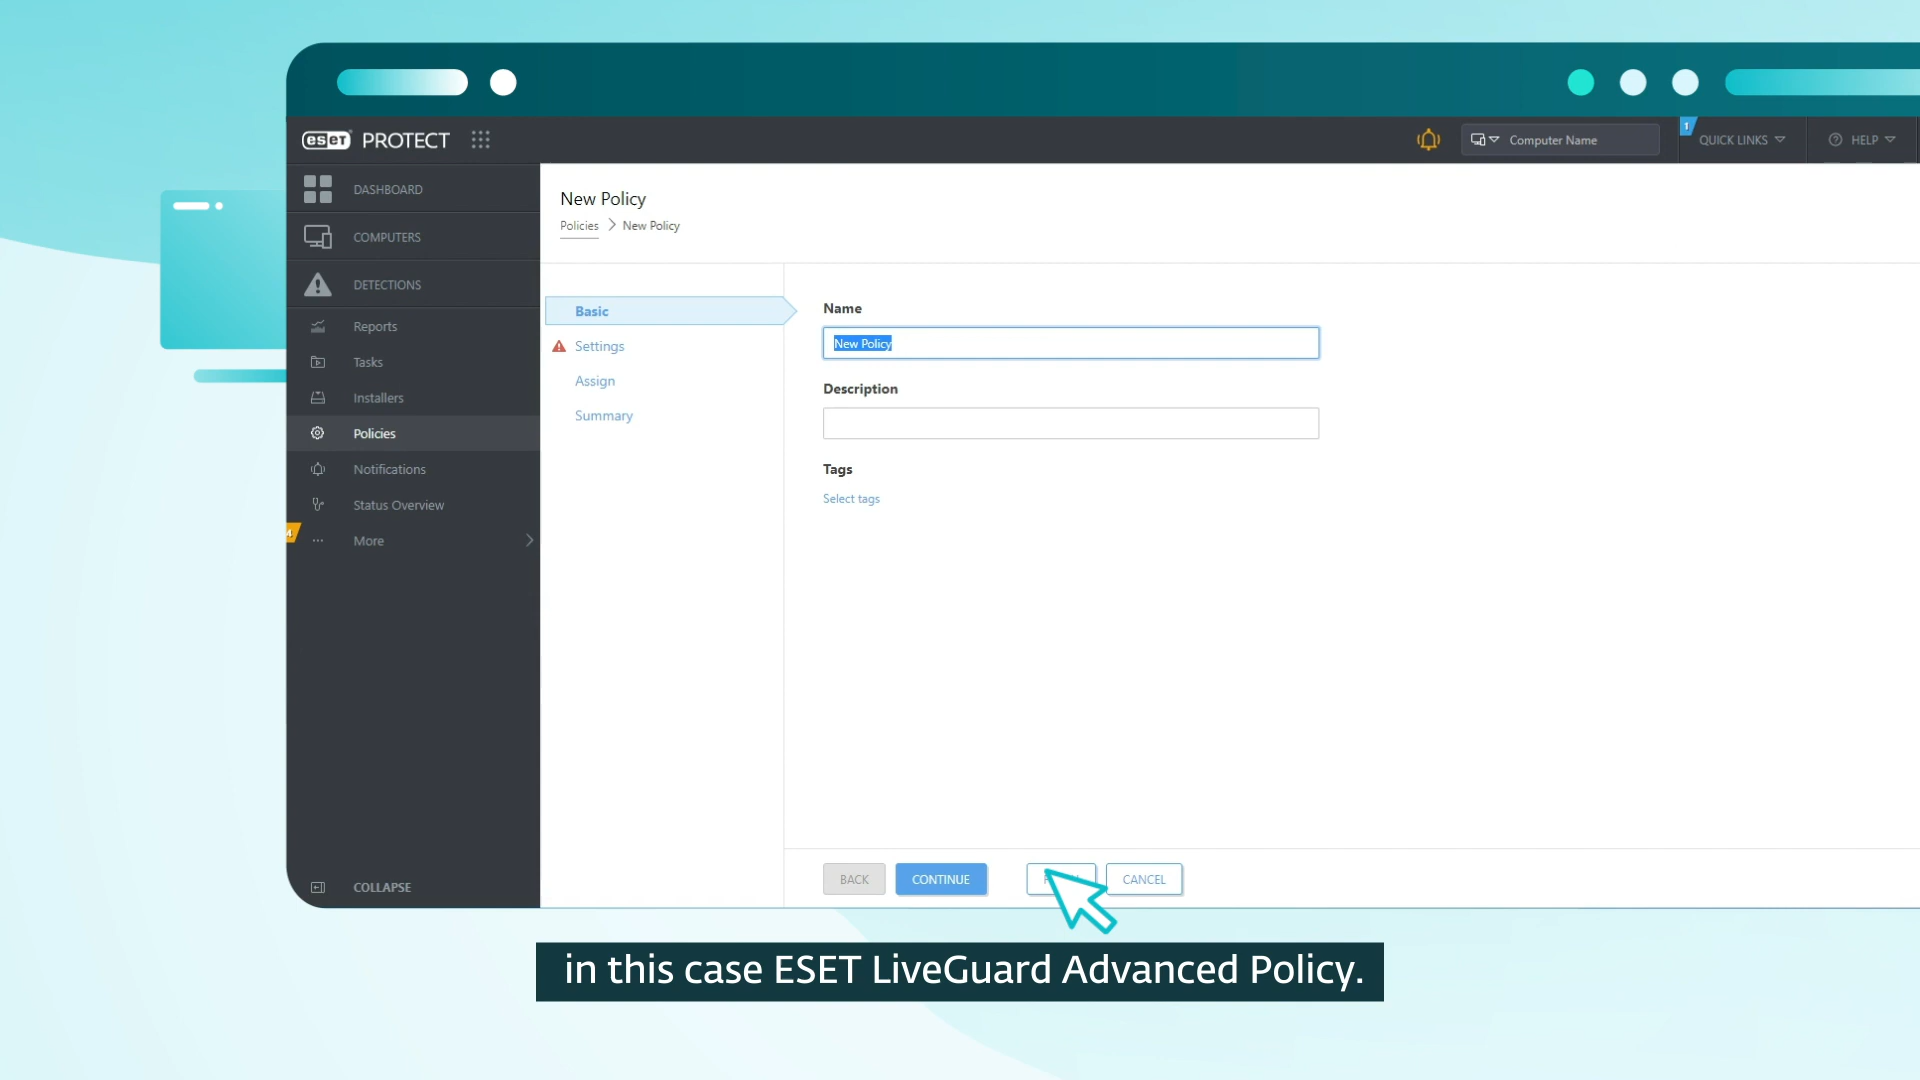 eset PROTECT
Computer Name
1
QUICK LINKS
HELP
DASHBOARD
COMPUTERS
DETECTIONS
Reports
Tasks
Installers
Policies
Notifications
Status Overview
4
More
COLLAPSE
New Policy
Policies > New Policy
Basic
Settings
Assign
Summary
Name
New Policy
Description
Tags
Select tags
BACK
CONTINUE
CANCEL
in this case ESET LiveGuard Advanced Policy.